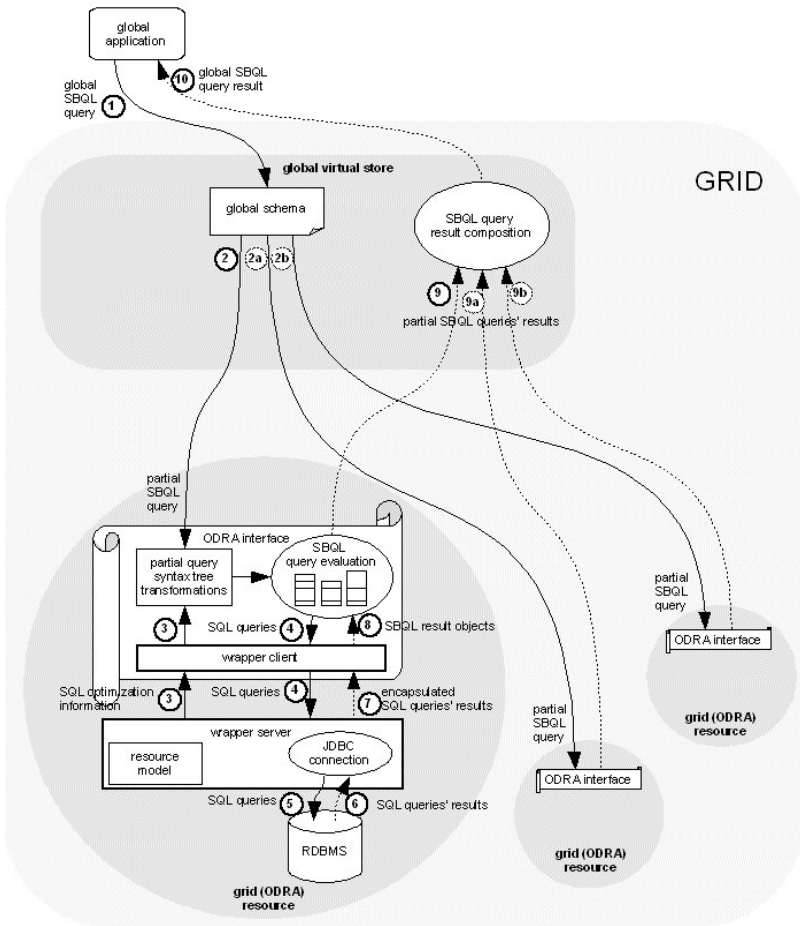 global
application
10
global SBQL
query result
global
SBQL
query
1
global virtual store
GRID
global schema
SBQL query
result composition
2
2a
2b
9
9a
9b
partial SBQL queries' results
partial
SBQL
query
ODRA interface
partial query
syntax tree
transformations
SBQL
query evaluation
3
SQL queries
4
8
SBQL result objects
wrapper client
SQL optimization
information
3
SQL queries
4
7
encapsulated
SQL queries' results
wrapper server
resource
model
JDBC
connection
SQL queries
5
6
SQL queries' results
RDBMS
grid (ODRA)
resource
partial
SBQL
query
ODRA interface
grid (ODRA)
resource
partial
SBQL
query
ODRA interface
grid (ODRA)
resource